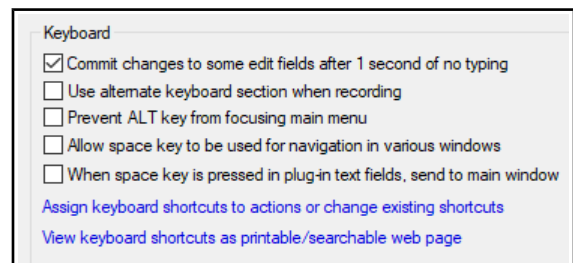 Keyboard
Commit changes to some edit fields after 1 second of no typing
Use alternate keyboard section when recording
Prevent ALT key from focusing main menu
Allow space key to be used for navigation in various windows
When space key is pressed in plug-in text fields, send to main window
Assign keyboard shortcuts to actions or change existing shortcuts
View keyboard shortcuts as printable/searchable web page